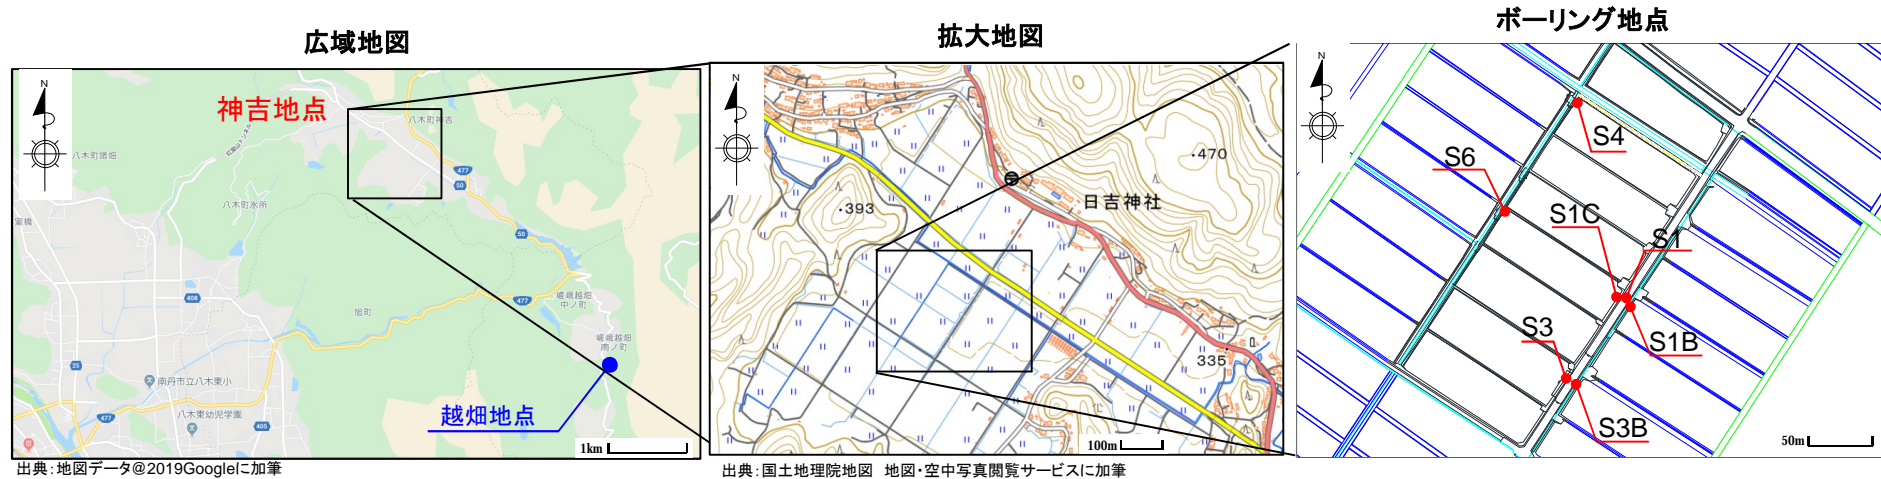 広域地図
N
神吉地点
八木町神吉
八木町諸畑
477
50
室橋
八木町氷所
50
408
旭町
477
嵯峨越畑
中ノ町
嵯峨越畑
南ノ町
25
南丹市立八木東小
八木東幼児学園
477
405
越畑地点
1km
出典：地図データ@2019Googleに加筆
拡大地図
N
470
393
日吉神社
335
100m
出典：国土地理院地図 地図・空中写真閲覧サービスに加筆
ボーリング地点
N
S4
S6
S1C
S1
S1B
S3
S3B
50m